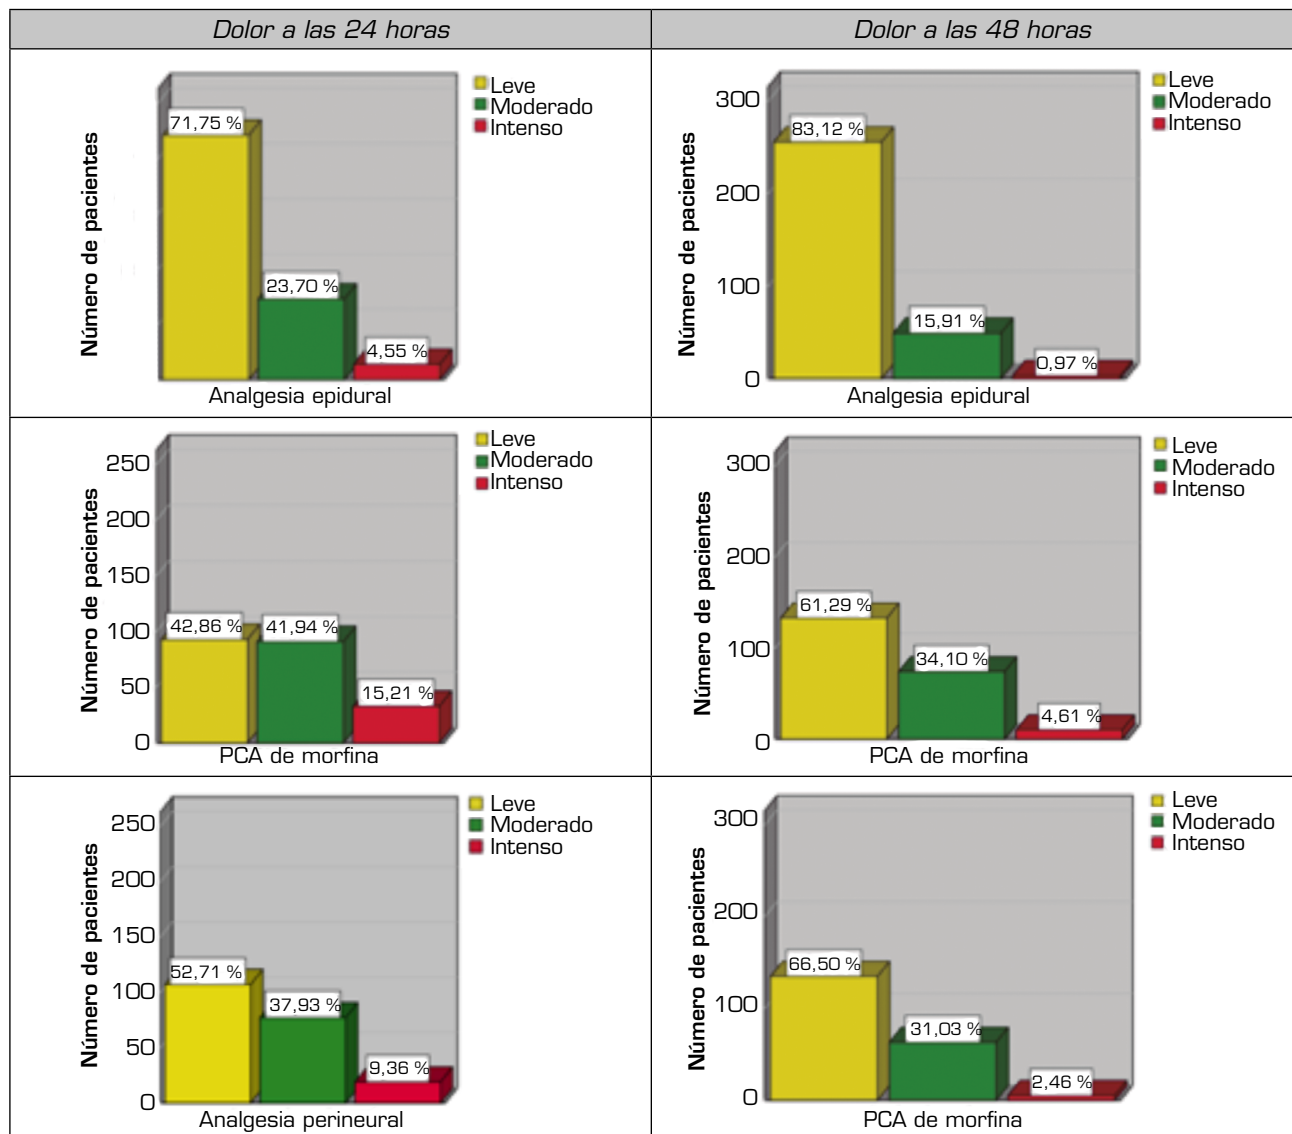 Dolor a las 24 horas
Dolor a las 48 horas
Número de pacientes
71,75 %
23,70 %
4,55 %
Leve
Moderado
Intenso
Analgesia epidural
Número de pacientes
300
200
100
0
83,12 %
15,91 %
0,97 %
Leve
Moderado
Intenso
Analgesia epidural
Número de pacientes
250
200
150
100
50
0
42,86 %
41,94 %
15,21 %
Leve
Moderado
Intenso
PCA de morfina
Número de pacientes
300
200
100
0
61,29 %
34,10 %
4,61 %
Leve
Moderado
Intenso
PCA de morfina
Número de pacientes
250
200
150
100
50
0
52,71 %
37,93 %
9,36 %
Leve
Moderado
Intenso
Analgesia perineural
Número de pacientes
300
200
100
0
66,50 %
31,03 %
2,46 %
Leve
Moderado
Intenso
PCA de morfina